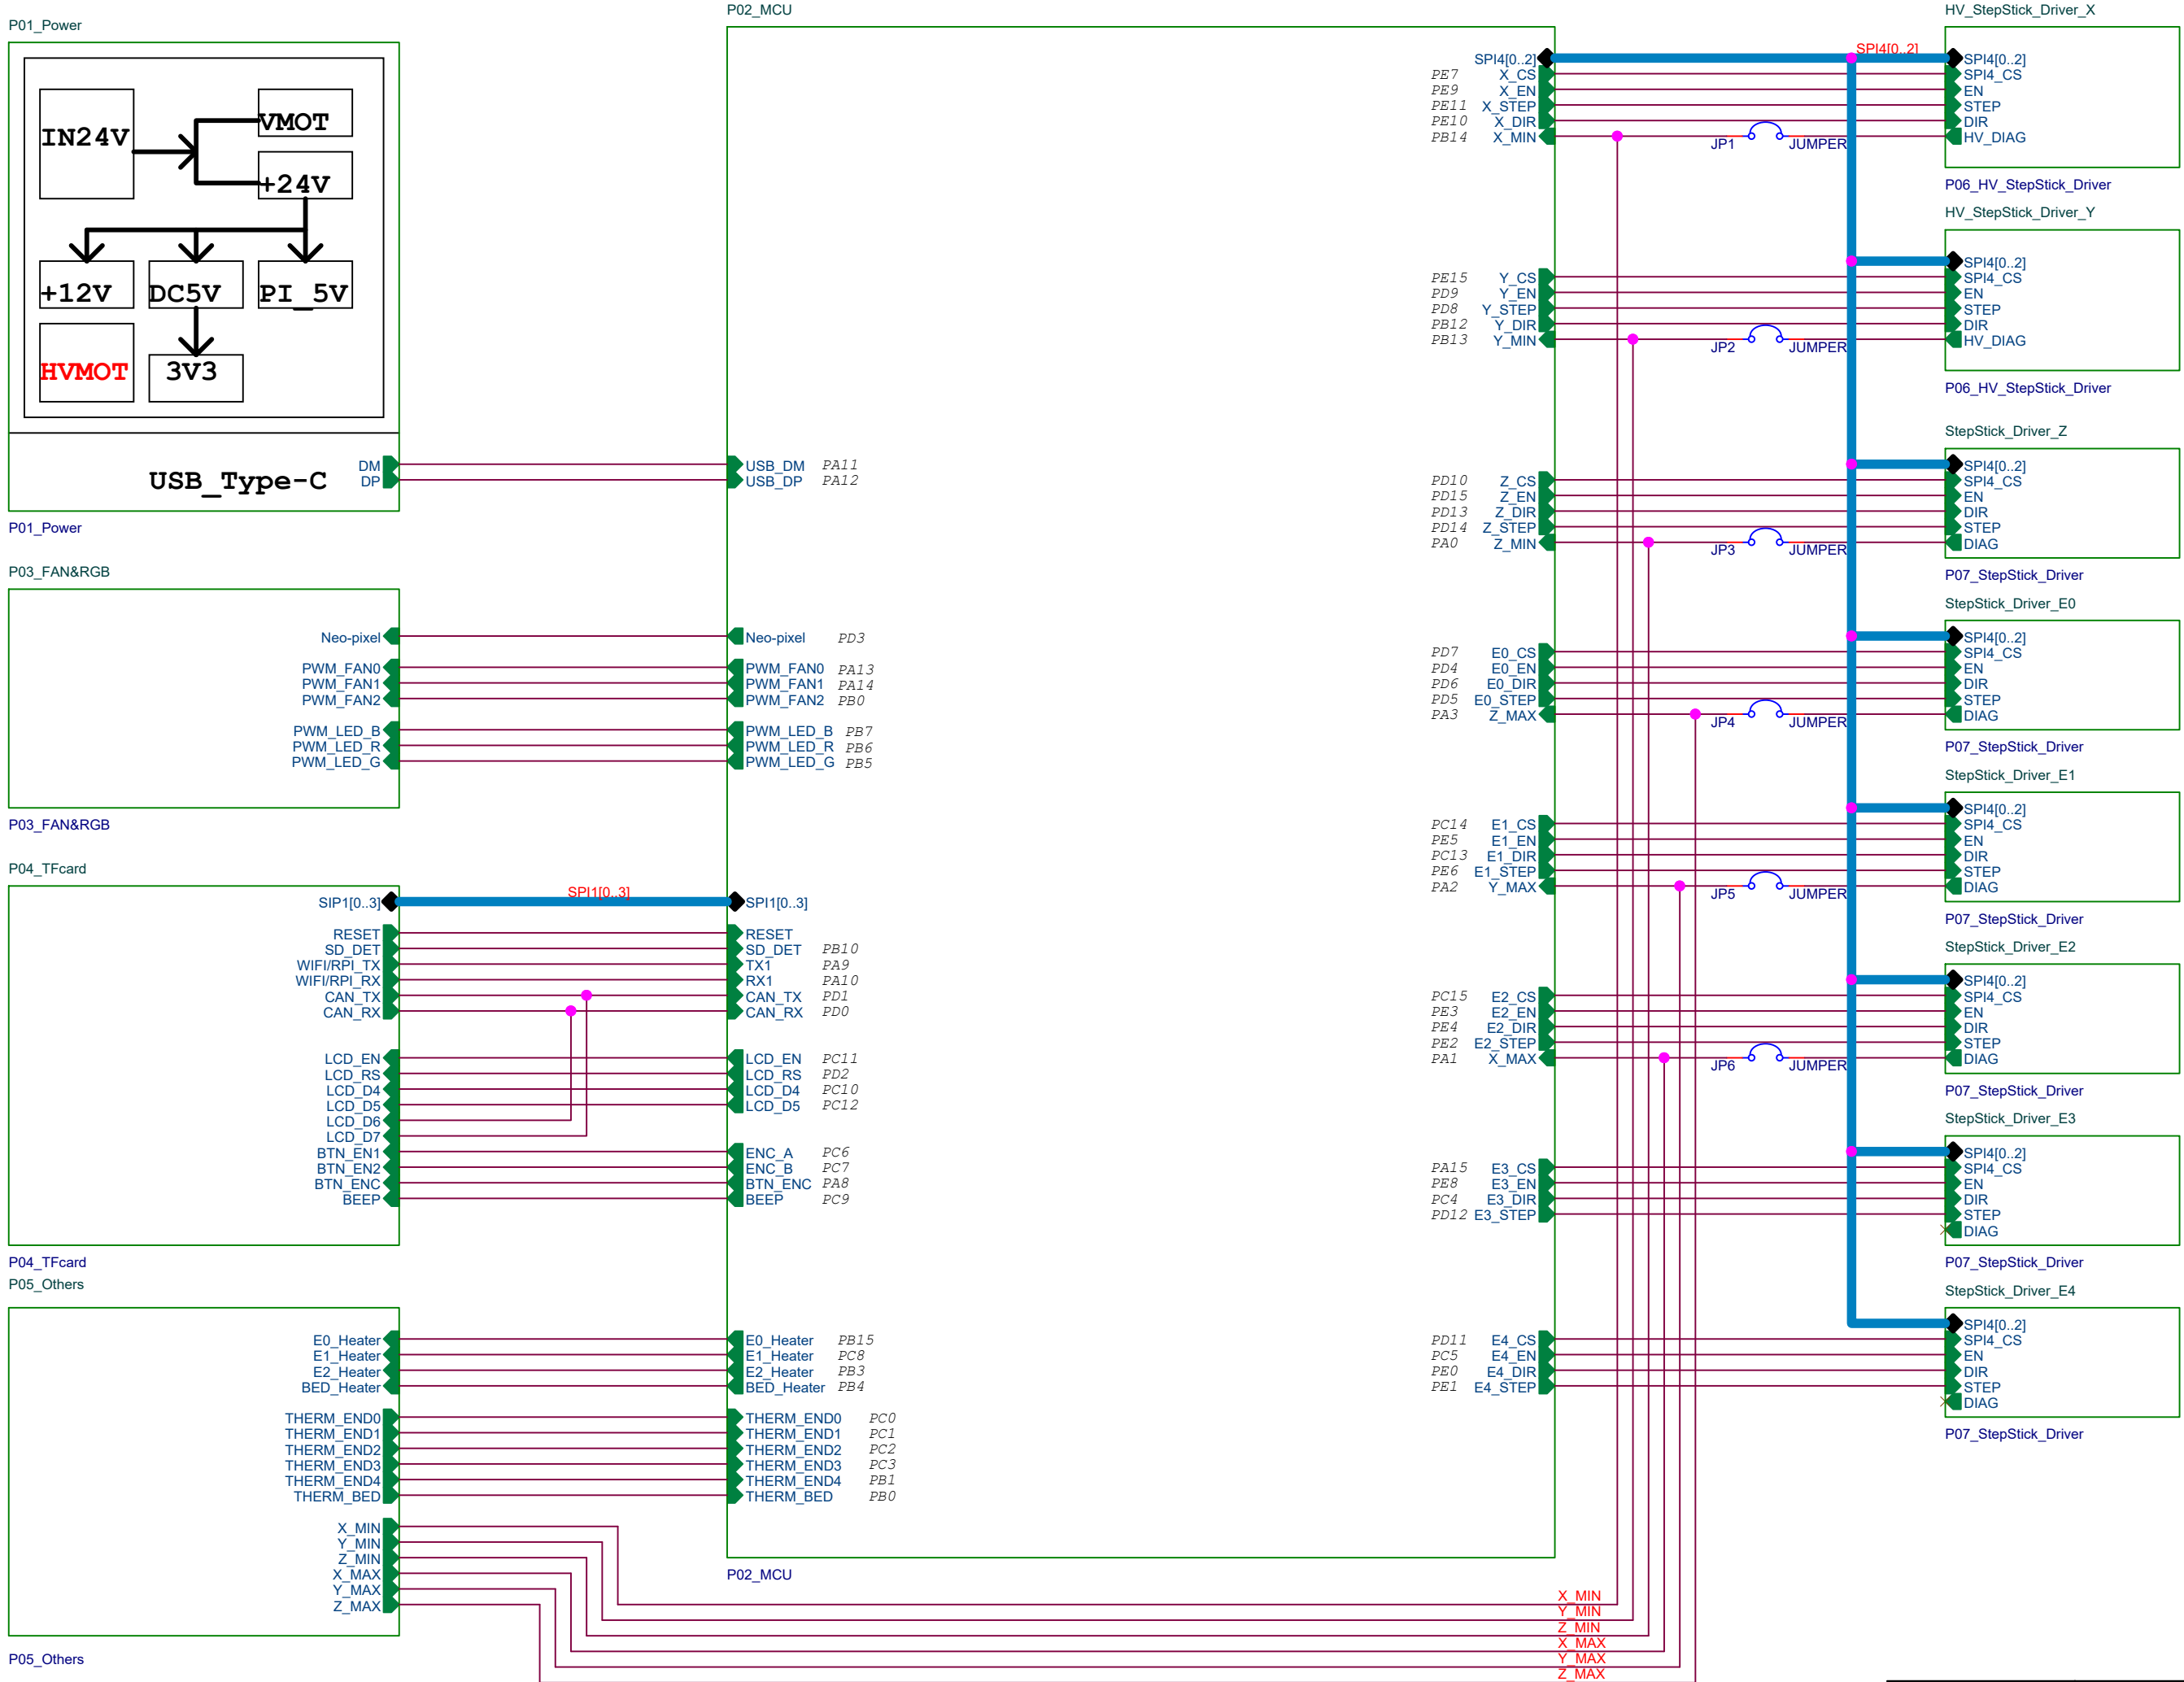 P01_Power
IN24V
VMOT
+24V
+12V
DC5V
PI_5V
HVMOT
3V3
USB_Type-C
DM
DP
P01_Power
P03_FAN&RGB
Neo-pixel
PWM_FAN0
PWM_FAN1
PWM_FAN2
PWM_LED_B
PWM_LED_R
PWM_LED_G
P03_FAN&RGB
P04_TFcard
SIP1[0..3]
SPI1[0..3]
RESET
SD_DET
WIFI/RPI_TX
WIFI/RPI_RX
CAN_TX
CAN_RX
LCD_EN
LCD_RS
LCD_D4
LCD_D5
LCD_D6
LCD_D7
BTN_EN1
BTN_EN2
BTN_ENC
BEEP
P04_TFcard
P05_Others
E0_Heater
E1_Heater
E2_Heater
BED_Heater
THERM_END0
THERM_END1
THERM_END2
THERM_END3
THERM_END4
THERM_BED
X_MIN
Y_MIN
Z_MIN
X_MAX
Y_MAX
Z_MAX
P05_Others
P02_MCU
USB_DM PA11
USB_DP PA12
Neo-pixel PD3
PWM_FAN0 PA13
PWM_FAN1 PA14
PWM_FAN2 PB0
PWM_LED_B PB7
PWM_LED_R PB6
PWM_LED_G PB5
SPI1[0..3]
RESET
SD_DET PB10
TX1 PA9
RX1 PA10
CAN_TX PD1
CAN_RX PD0
LCD_EN PC11
LCD_RS PD2
LCD_D4 PC10
LCD_D5 PC12
ENC_A PC6
ENC_B PC7
BTN_ENC PA8
BEEP PC9
E0_Heater PB15
E1_Heater PC8
E2_Heater PB3
BED_Heater PB4
THERM_END0 PC0
THERM_END1 PC1
THERM_END2 PC2
THERM_END3 PC3
THERM_END4 PB1
THERM_BED PB0
P02_MCU
SPI4[0..2]
PE7 X_CS
PE9 X_EN
PE11 X_STEP
PE10 X_DIR
PB14 X_MIN
PE15 Y_CS
PD9 Y_EN
PD8 Y_STEP
PB12 Y_DIR
PB13 Y_MIN
PD10 Z_CS
PD15 Z_EN
PD13 Z_DIR
PD14 Z_STEP
PA0 Z_MIN
PD7 E0_CS
PD4 E0_EN
PD6 E0_DIR
PD5 E0_STEP
PA3 Z_MAX
PC14 E1_CS
PE5 E1_EN
PC13 E1_DIR
PE6 E1_STEP
PA2 Y_MAX
PC15 E2_CS
PE3 E2_EN
PE4 E2_DIR
PE2 E2_STEP
PA1 X_MAX
PA15 E3_CS
PE8 E3_EN
PC4 E3_DIR
PD12 E3_STEP
PD11 E4_CS
PC5 E4_EN
PE0 E4_DIR
PE1 E4_STEP
X_MIN
Y_MIN
Z_MIN
X_MAX
Y_MAX
Z_MAX
SPI4[0..2]
JP1 JUMPER
JP2 JUMPER
JP3 JUMPER
JP4 JUMPER
JP5 JUMPER
JP6 JUMPER
HV_StepStick_Driver_X
SPI4[0..2]
SPI4_CS
EN
STEP
DIR
HV_DIAG
P06_HV_StepStick_Driver
HV_StepStick_Driver_Y
SPI4[0..2]
SPI4_CS
EN
STEP
DIR
HV_DIAG
P06_HV_StepStick_Driver
StepStick_Driver_Z
SPI4[0..2]
SPI4_CS
EN
DIR
STEP
DIAG
P07_StepStick_Driver
StepStick_Driver_E0
SPI4[0..2]
SPI4_CS
EN
DIR
STEP
DIAG
P07_StepStick_Driver
StepStick_Driver_E1
SPI4[0..2]
SPI4_CS
EN
DIR
STEP
DIAG
P07_StepStick_Driver
StepStick_Driver_E2
SPI4[0..2]
SPI4_CS
EN
DIR
STEP
DIAG
P07_StepStick_Driver
StepStick_Driver_E3
SPI4[0..2]
SPI4_CS
EN
DIR
STEP
DIAG
P07_StepStick_Driver
StepStick_Driver_E4
SPI4[0..2]
SPI4_CS
EN
DIR
STEP
DIAG
P07_StepStick_Driver